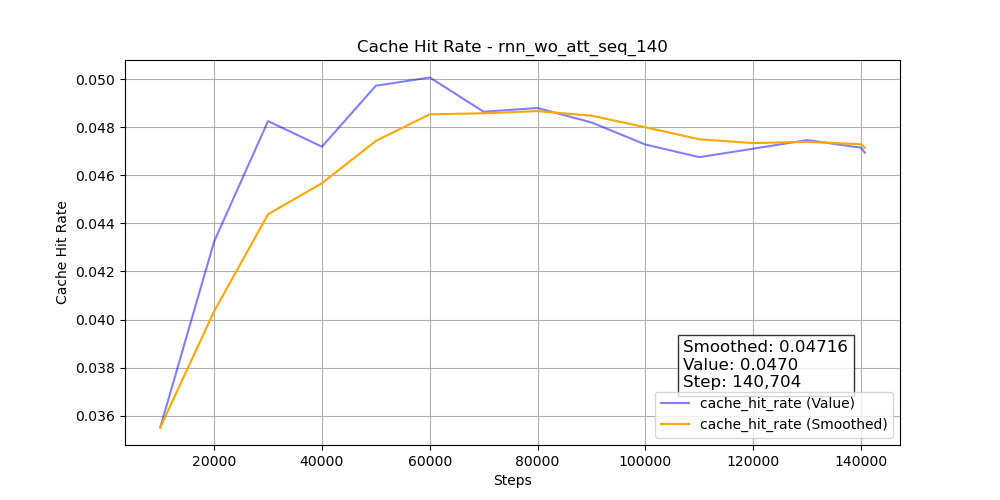 Cache Hit Rate - rnn_wo_att_seq_140
Cache Hit Rate
0.050
0.048
0.046
0.044
0.042
0.040
0.038
0.036
Smoothed: 0.04716
Value: 0.0470
Step: 140,704
cache_hit_rate (Value)
cache_hit_rate (Smoothed)
20000 40000 60000 80000 100000 120000 140000
Steps